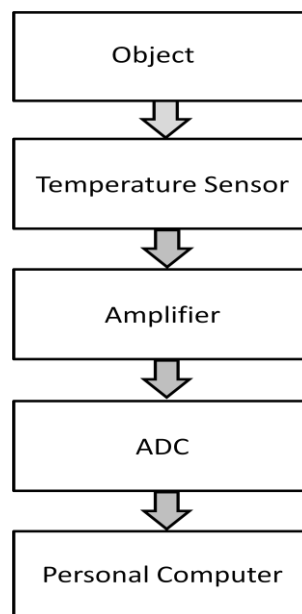 Object
Temperature Sensor
Amplifier
ADC
Personal Computer